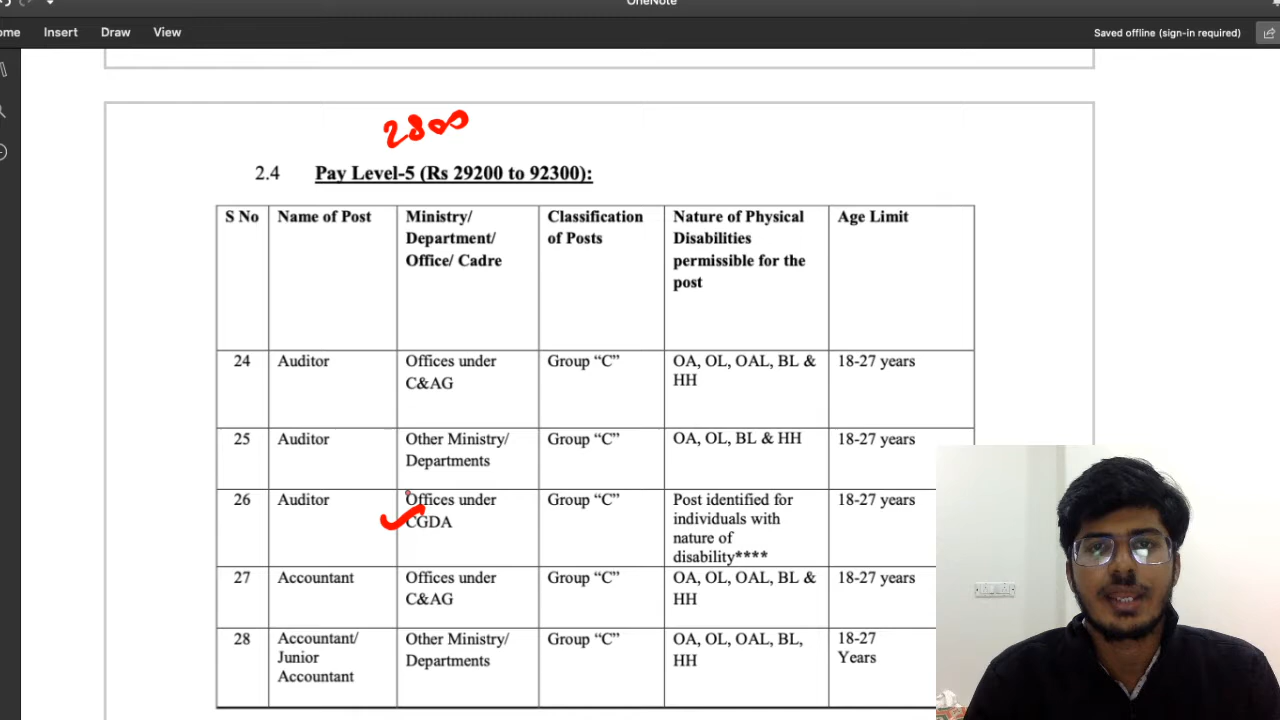 OneNote
ome Insert Draw View Saved offline (sign-in required)
2800
2.4 Pay Level-5 (Rs 29200 to 92300):
S No Name of Post Ministry/ Department/ Office/ Cadre Classification of Posts Nature of Physical Disabilities permissible for the post Age Limit
24 Auditor Offices under C&AG Group “C” OA, OL, OAL, BL & HH 18-27 years
25 Auditor Other Ministry/ Departments Group “C” OA, OL, BL & HH 18-27 years
26 Auditor Offices under CGDA Group “C” Post identified for individuals with nature of disability**** 18-27 years
27 Accountant Offices under C&AG Group “C” OA, OL, OAL, BL & HH 18-27 years
28 Accountant/ Junior Accountant Other Ministry/ Departments Group “C” OA, OL, OAL, BL, HH 18-27 Years